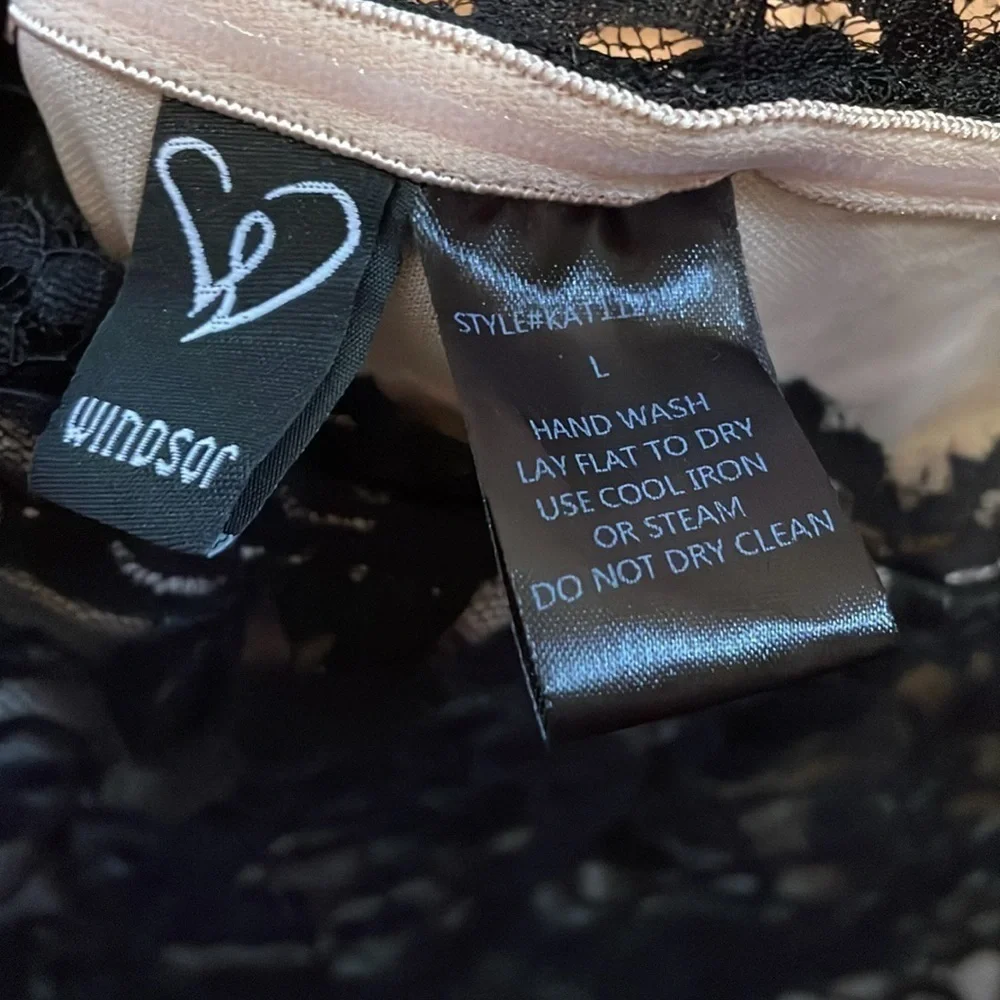 WINDSOR
L
HAND WASH
LAY FLAT TO DRY
USE COOL IRON
OR STEAM
DO NOT DRY CLEAN